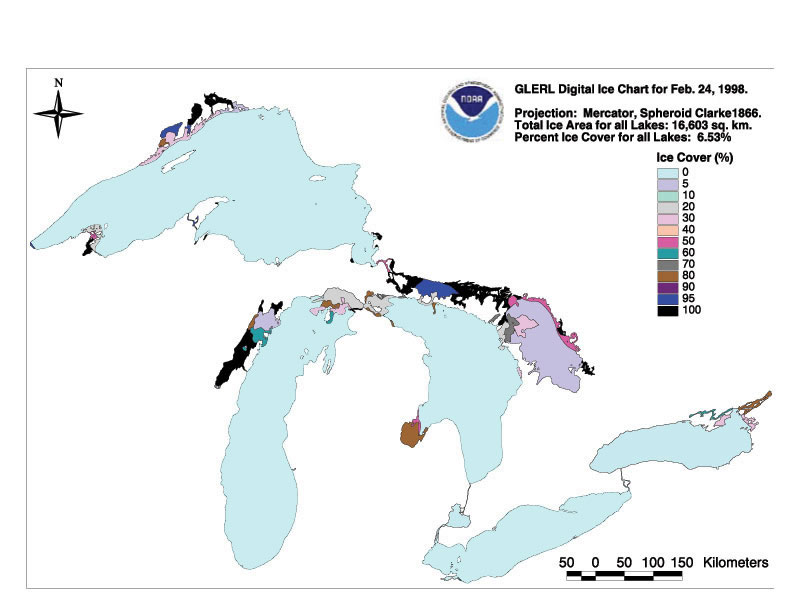 N
NOAA
GLERL Digital Ice Chart for Feb. 24, 1998.
Projection:  Mercator, Spheroid Clarke1866.
Total Ice Area for all Lakes: 16,603 sq. km.
Percent Ice Cover for all Lakes:  6.53%
Ice Cover (%)
0
5
10
20
30
40
50
60
70
80
90
95
100
50 0 50 100 150 Kilometers